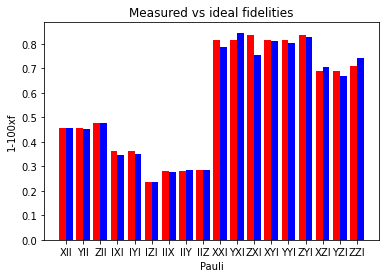 Measured vs ideal fidelities
1-100xf
0.8
0.7
0.6
0.5
0.4
0.3
0.2
0.1
0.0
XII YII ZII IXI IYI IZI IIX IIY IIZ XXI YXI ZXI XYI YYI ZYI XZI YZI ZZI
Pauli